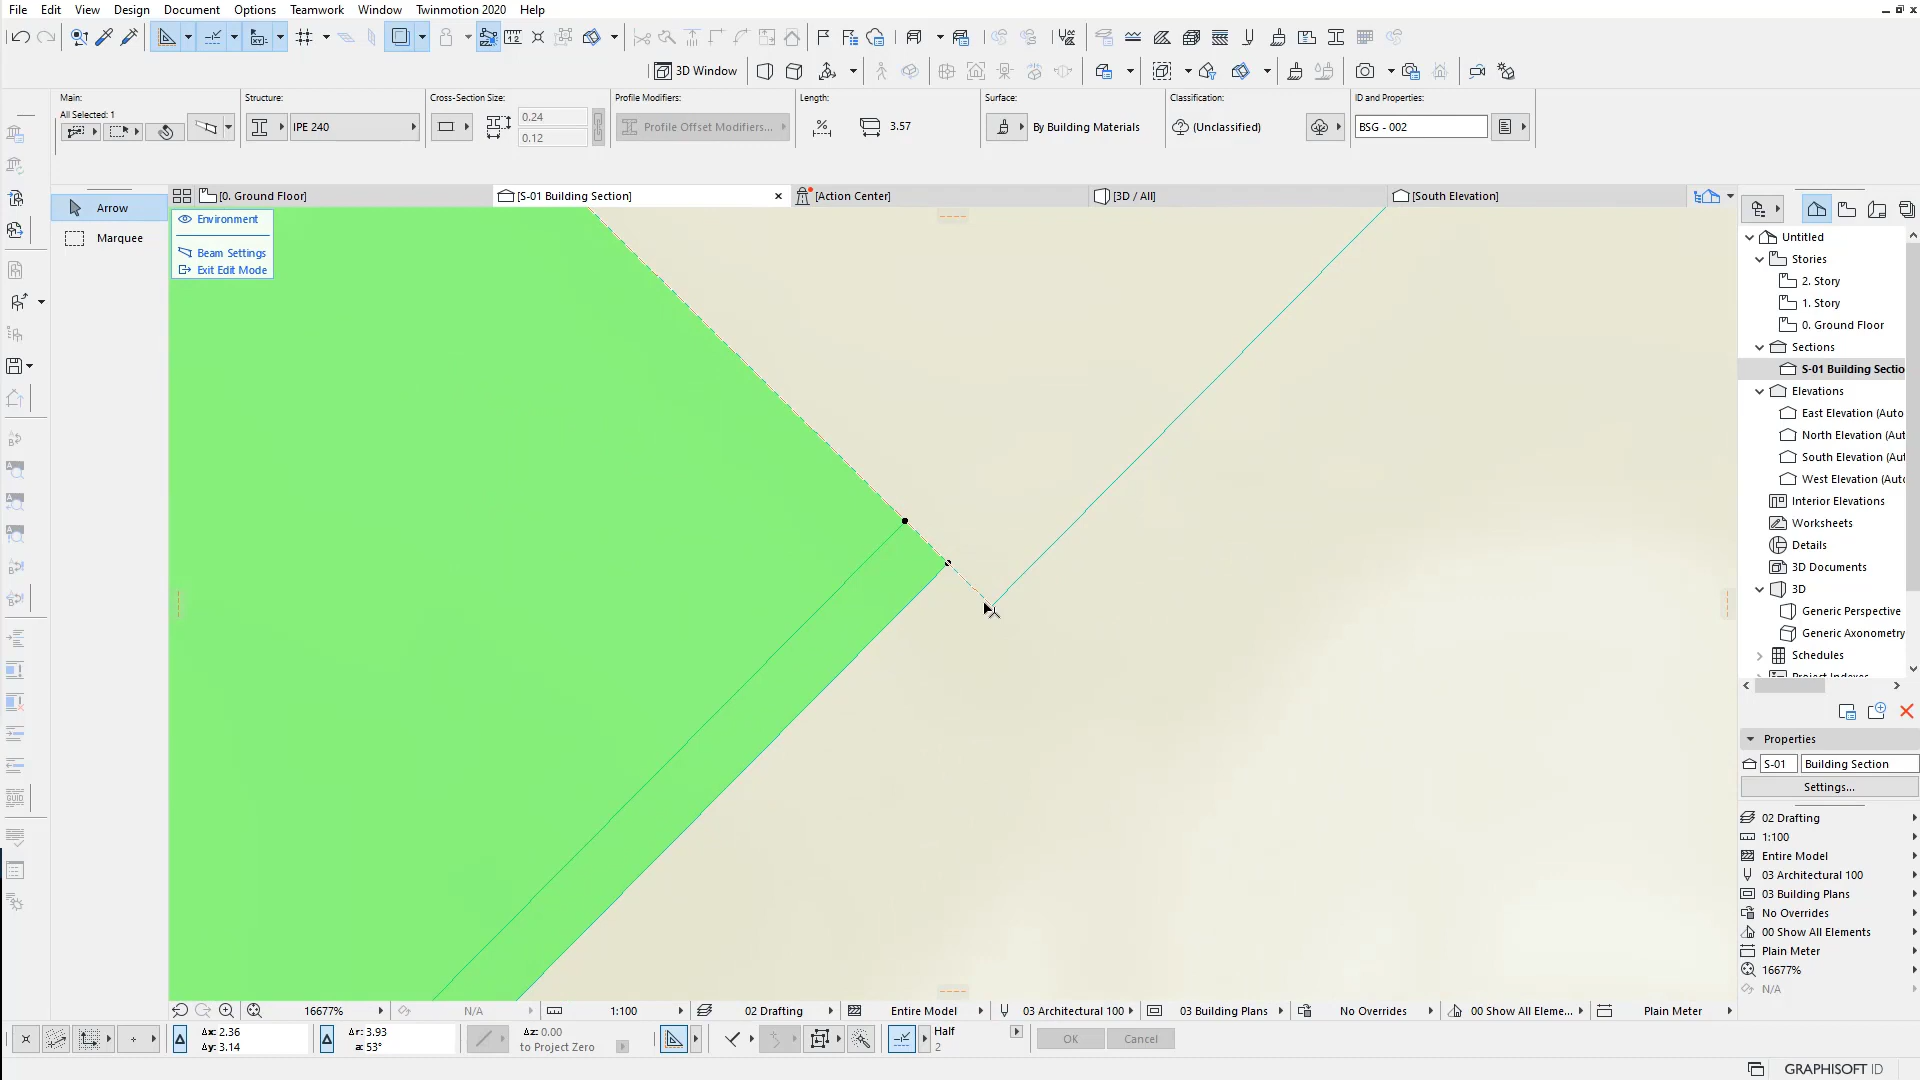 File Edit View Design Document Options Teamwork Window Twinmotion 2020 Help
3D Window
Main:
All Selected: 1
Structure:
IPE 240
Cross-Section Size:
0.24
0.12
Profile Modifiers:
Profile Offset Modifiers...
Length:
3.57
Surface:
By Building Materials
Classification:
(Unclassified)
ID and Properties:
BSG - 002
Arrow
Marquee
[0. Ground Floor]
[S-01 Building Section]
[Action Center]
[3D / All]
[South Elevation]
Environment
Beam Settings
Exit Edit Mode
Untitled
Stories
2. Story
1. Story
0. Ground Floor
Sections
S-01 Building Sectio
Elevations
East Elevation (Auto
North Elevation (Aut
South Elevation (Aut
West Elevation (Auto
Interior Elevations
Worksheets
Details
3D Documents
3D
Generic Perspective
Generic Axonometry
Schedules
Project Indexes
Properties
S-01 Building Section
Settings...
02 Drafting
1:100
Entire Model
03 Architectural 100
03 Building Plans
No Overrides
00 Show All Elements
Plain Meter
16677%
N/A
16677% N/A 1:100 02 Drafting Entire Model 03 Architectural 100 03 Building Plans No Overrides 00 Show All Eleme... Plain Meter
Δx: 2.36
Δy: 3.14
Δr: 3.93
a: 53°
Δz: 0.00
to Project Zero
Half
2
OK Cancel
GRAPHISOFT ID